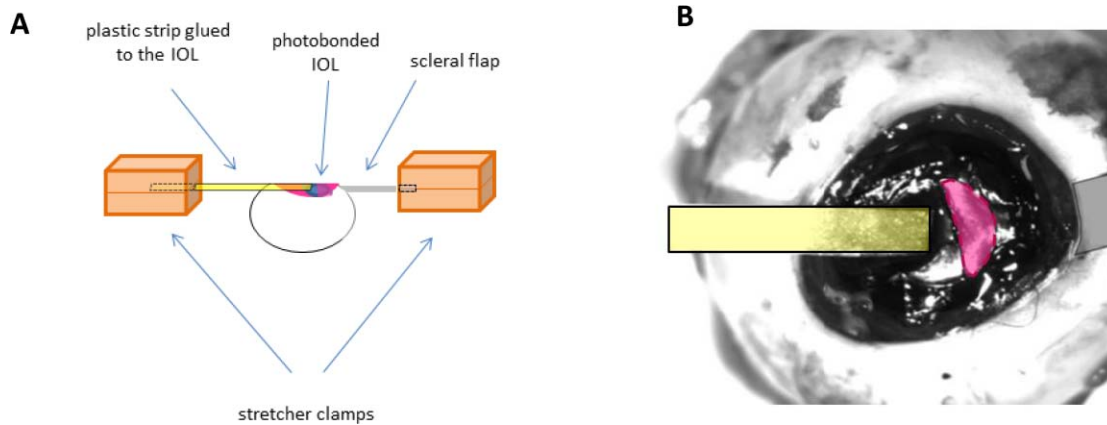 A
plastic strip glued
to the IOL
photobonded
IOL
scleral flap
stretcher clamps
B